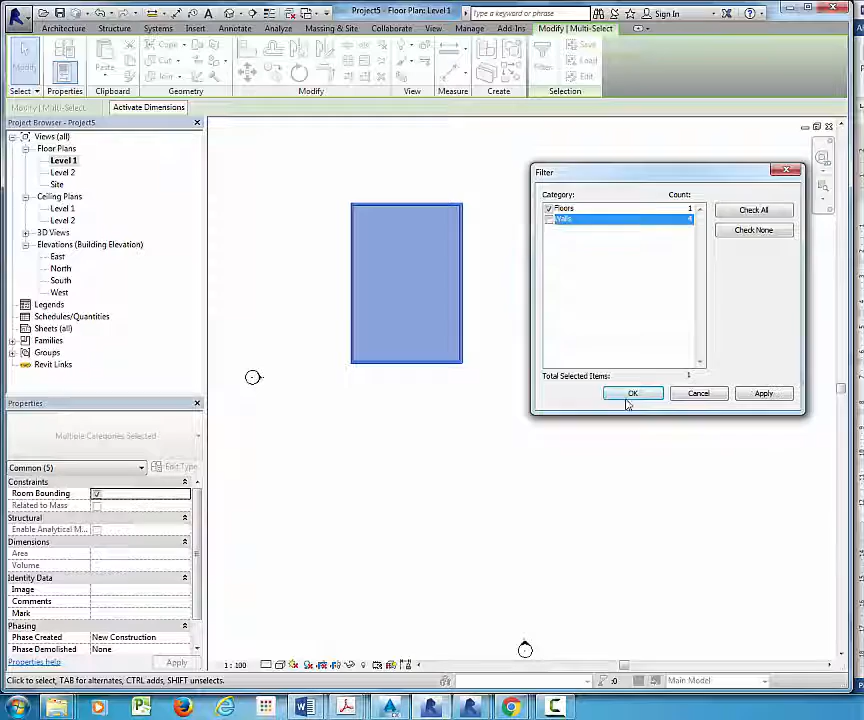 Project5 - Floor Plan: Level 1
Type a keyword or phrase
Sign In
Architecture Structure Systems Insert Annotate Analyze Massing & Site Collaborate View Manage Add-Ins Modify | Multi-Select
Modify
Paste
Cope
Cut
Join
Filter
Save
Load
Edit
Select Properties Clipboard Geometry Modify View Measure Create Selection
Modify | Multi-Select
Activate Dimensions
Project Browser - Project5
Views (all)
Floor Plans
Level 1
Level 2
Site
Ceiling Plans
Level 1
Level 2
3D Views
Elevations (Building Elevation)
East
North
South
West
Legends
Schedules/Quantities
Sheets (all)
Families
Groups
Revit Links
Filter
Category: Count:
Floors 1
Walls 4
Check All
Check None
Total Selected Items: 1
OK Cancel Apply
Properties
Multiple Categories Selected
Common (5) Edit Type
Constraints
Room Bounding
Related to Mass
Structural
Enable Analytical M...
Dimensions
Area
Volume
Identity Data
Image
Comments
Mark
Phasing
Phase Created New Construction
Phase Demolished None
Properties help Apply
1 : 100
Click to select, TAB for alternates, CTRL adds, SHIFT unselects.
:0
Main Model